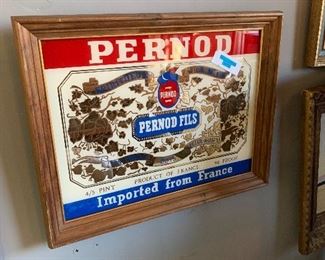 PERNOD
PERNOD
PERNOD FILS
4/5 PINT PRODUCT OF FRANCE 90 PROOF
Imported from France